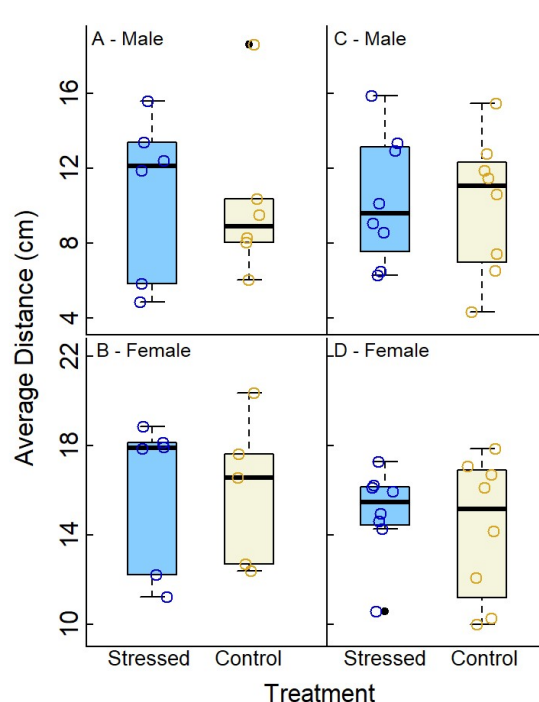 A - Male
C - Male
16
12
8
4
B - Female
D - Female
22
18
14
10
Average Distance (cm)
Stressed
Control
Stressed
Control
Treatment